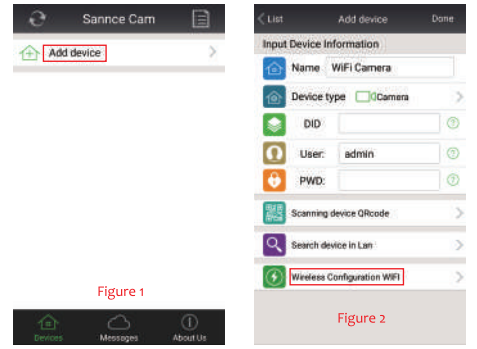 Sannce Cam
Add device
Figure 1
Devices
Messages
About Us
List
Add device
Done
Input Device Information
Name
WiFi Camera
Device type
Camera
DID
User:
admin
PWD:
Scanning device QRcode
Search device in Lan
Wireless Configuration WIFI
Figure 2